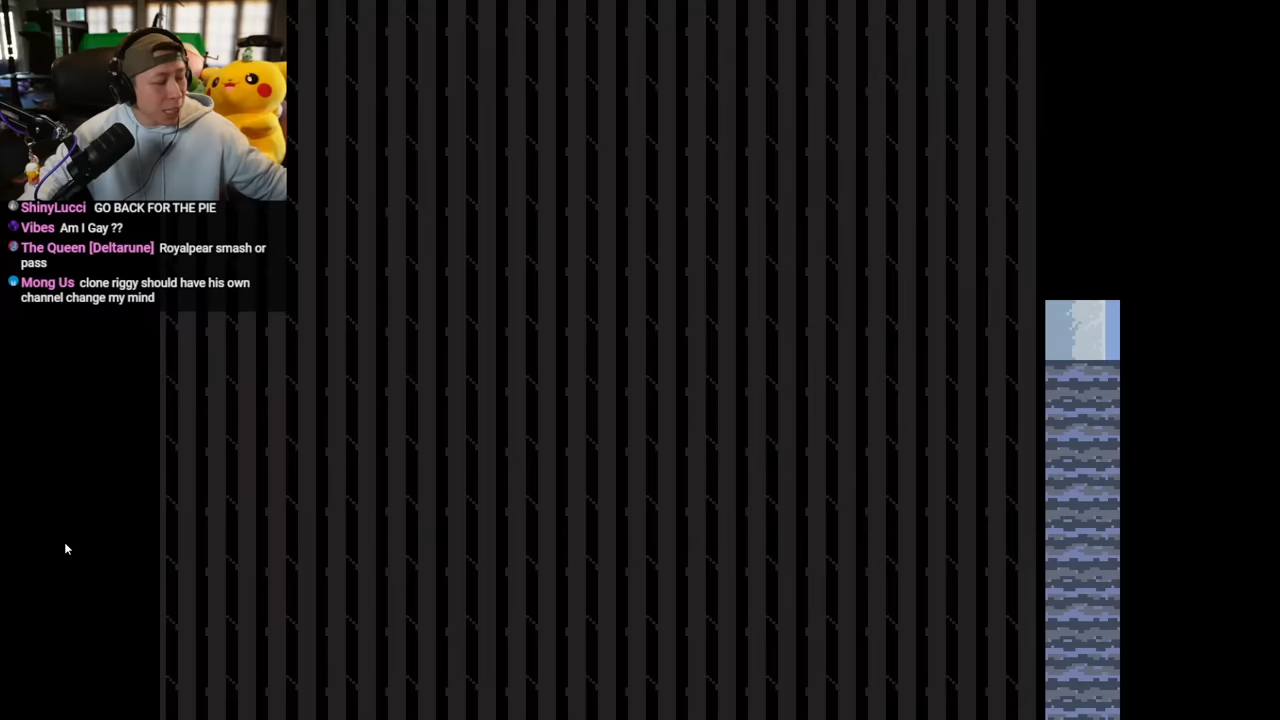 ShinyLucci GO BACK FOR THE PIE
Vibes Am I Gay ??
The Queen [Deltarune] Royalpear smash or
pass
Mong Us clone riggy should have his own
channel change my mind